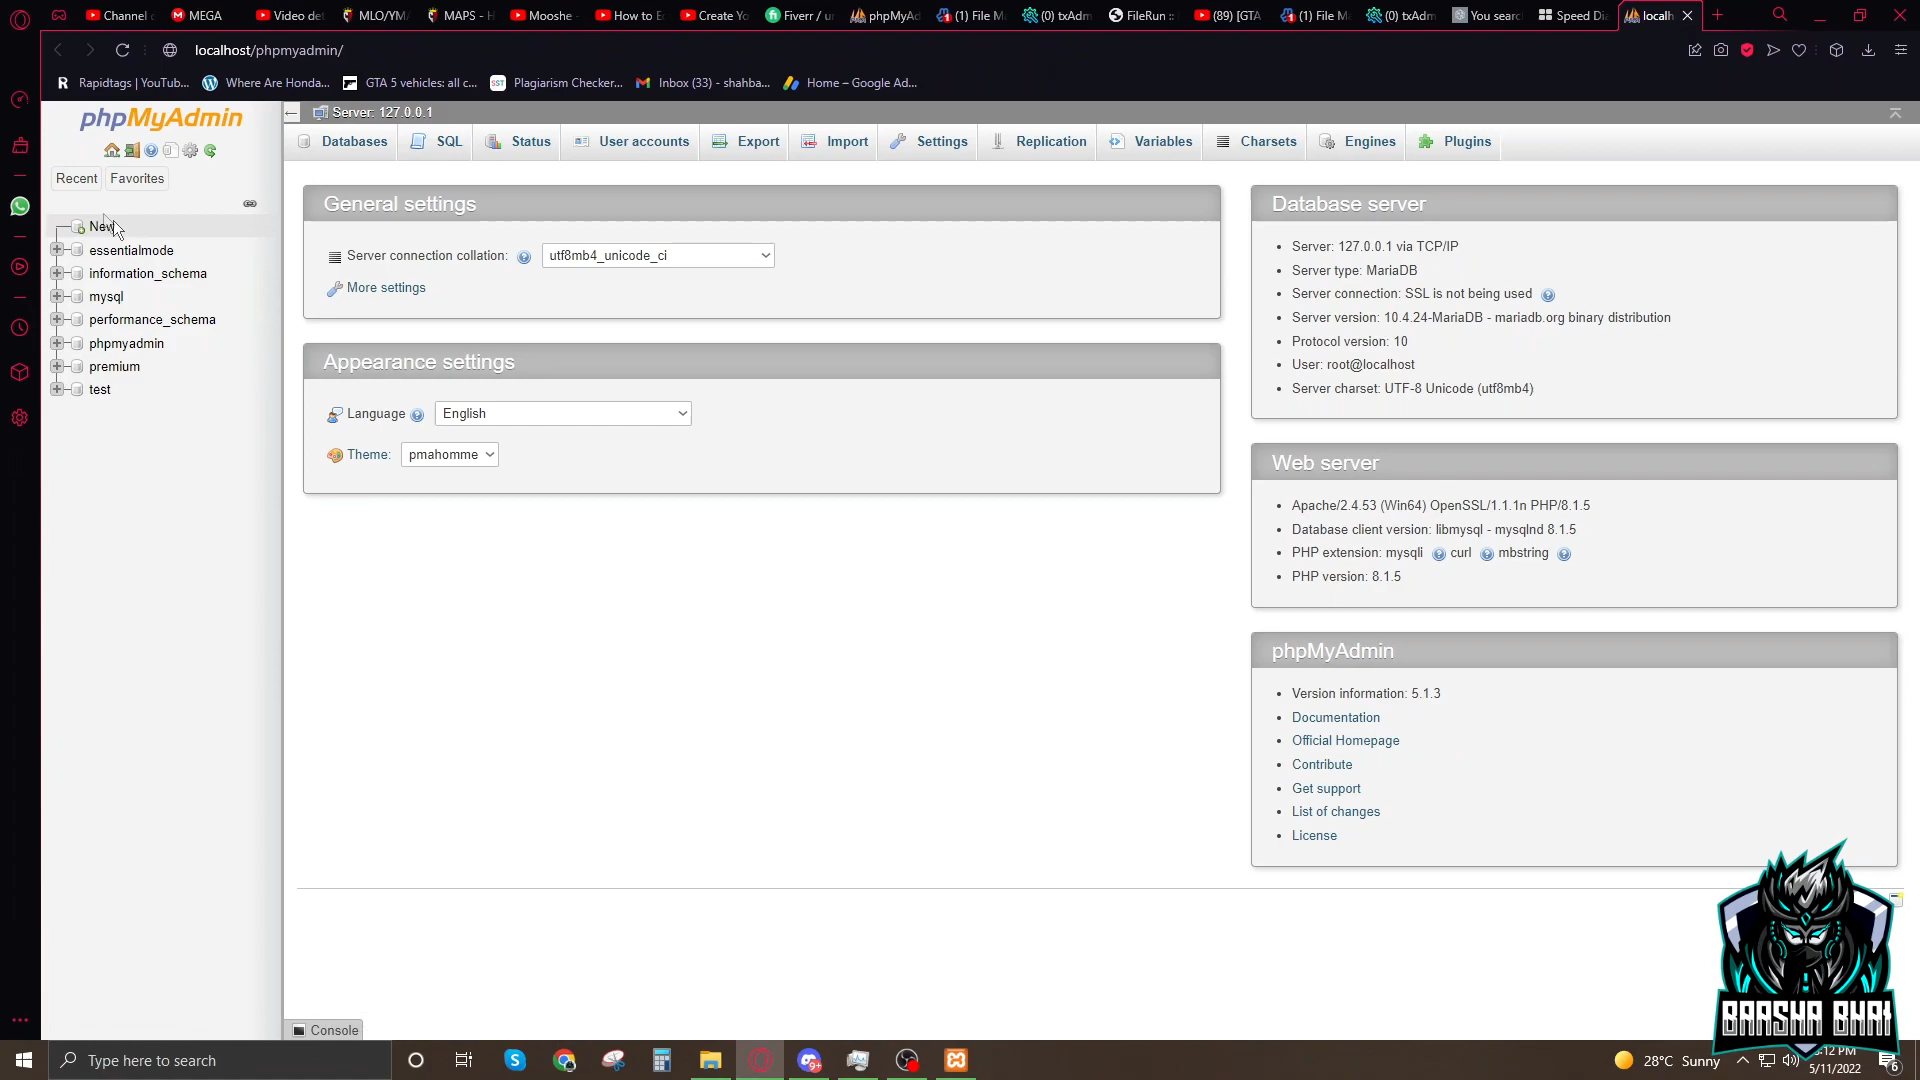 Channel
MEGA
Video de
MLO/YM
MAPS - H
Mooshe
How to E
Create Yo
Fiverr / u
phpMyAd
(1) File M
(0) txAdm
FileRun ::
(89) [GTA
(1) File M
(0) txAdm
You searc
Speed Di
localh
localhost/phpmyadmin/
Rapidtags | YouTub...
Where Are Honda...
GTA 5 vehicles: all c...
Plagiarism Checker...
Inbox (33) - shahba...
Home – Google Ad...
phpMyAdmin
Recent
Favorites
New
essentialmode
information_schema
mysql
performance_schema
phpmyadmin
premium
test
Server: 127.0.0.1
Databases
SQL
Status
User accounts
Export
Import
Settings
Replication
Variables
Charsets
Engines
Plugins
General settings
Server connection collation:
utf8mb4_unicode_ci
More settings
Appearance settings
Language
English
Theme:
pmahomme
Database server
Server: 127.0.0.1 via TCP/IP
Server type: MariaDB
Server connection: SSL is not being used
Server version: 10.4.24-MariaDB - mariadb.org binary distribution
Protocol version: 10
User: root@localhost
Server charset: UTF-8 Unicode (utf8mb4)
Web server
Apache/2.4.53 (Win64) OpenSSL/1.1.1n PHP/8.1.5
Database client version: libmysql - mysqlnd 8.1.5
PHP extension: mysqli curl mbstring
PHP version: 8.1.5
phpMyAdmin
Version information: 5.1.3
Documentation
Official Homepage
Contribute
Get support
List of changes
License
Console
BAASHA BHAI
Type here to search
9+
28°C Sunny
:12 PM
5/11/2022
6